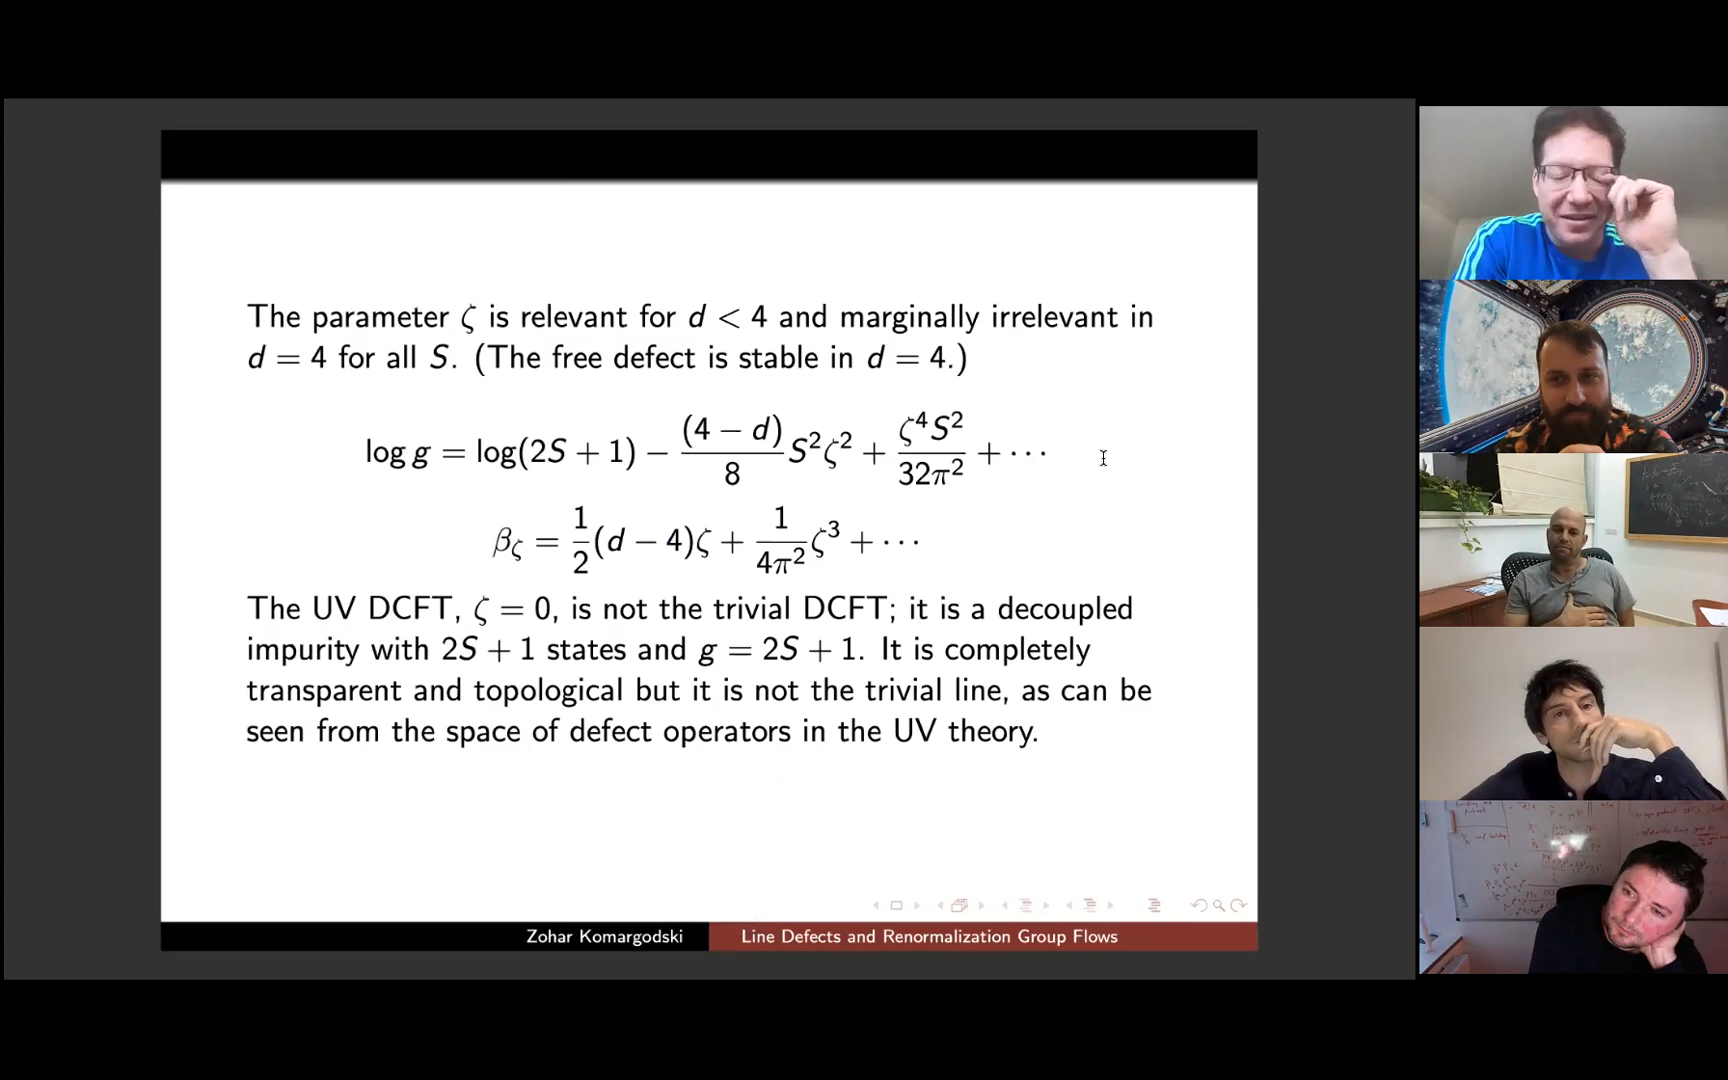 The parameter ζ is relevant for d < 4 and marginally irrelevant in
d = 4 for all S. (The free defect is stable in d = 4.)
log g = log(2S + 1) − (4 − d)/8 S²ζ² + ζ⁴S²/32π² + ⋯
βζ = 1/2 (d − 4)ζ + 1/4π² ζ³ + ⋯
The UV DCFT, ζ = 0, is not the trivial DCFT; it is a decoupled
impurity with 2S + 1 states and g = 2S + 1. It is completely
transparent and topological but it is not the trivial line, as can be
seen from the space of defect operators in the UV theory.
Zohar Komargodski
Line Defects and Renormalization Group Flows